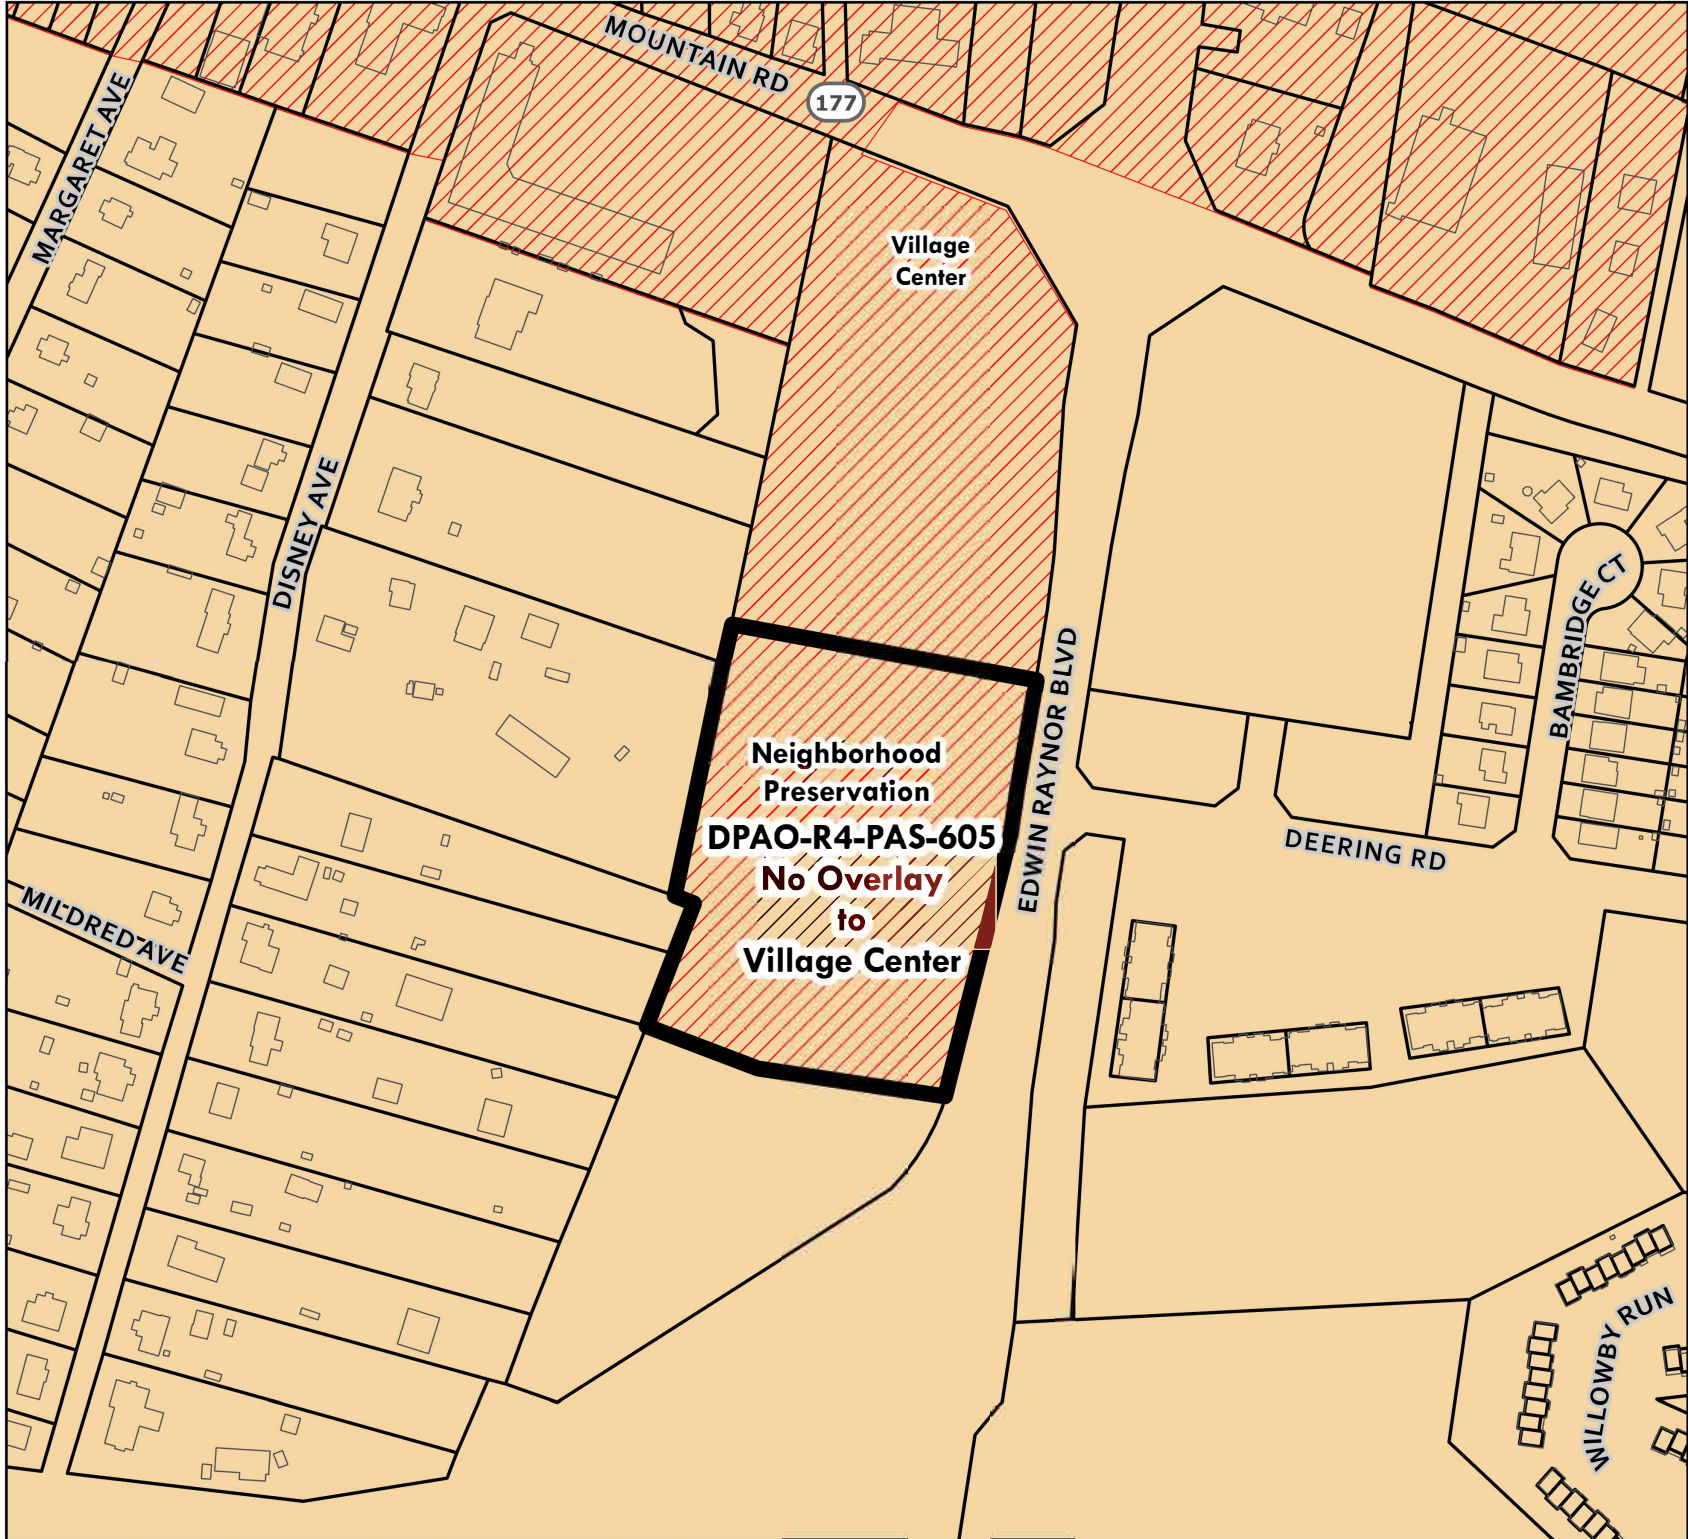 MOUNTAIN RD
177
MARGARET AVE
Village
Center
DISNEY AVE
BAMBRIDGE CT
EDWIN RAYNOR BLVD
Neighborhood
Preservation
DPAO-R4-PAS-605
No Overlay
to
Village Center
DEERING RD
MILDRED AVE
WILLOWBY RUN